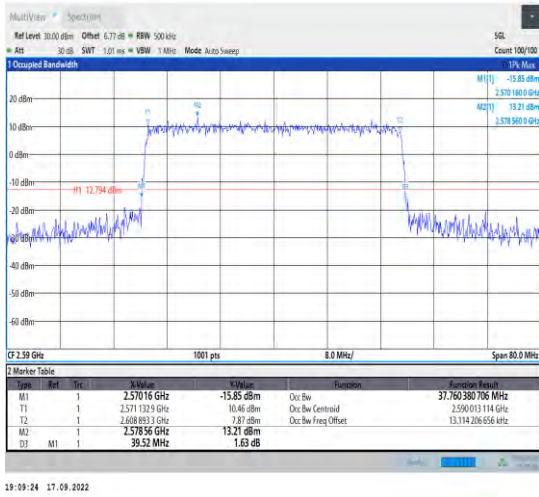 MultiView Spectrum
Ref Level 30.00 dBm Offset 6.77 dB RBW 500 kHz SGL
Att 30 dB SWT 1.01 ms VBW 1 MHz Mode Auto Sweep Count 100/100
1 Occupied Bandwidth 1Pk Max
M1[1] -15.85 dBm
2.570 160 0 GHz
M2[1] 13.21 dBm
2.578 560 0 GHz
20 dBm
10 dBm
0 dBm
-10 dBm
H1 -12.794 dBm
-20 dBm
-30 dBm
-40 dBm
-50 dBm
-60 dBm
CF 2.59 GHz 1001 pts 8.0 MHz/ Span 80.0 MHz
2 Marker Table
Type Ref Trc X-Value Y-Value Function Function Result
M1 1 2.57016 GHz -15.85 dBm Occ Bw 37.760 380 706 MHz
T1 1 2.571 132 9 GHz 10.46 dBm Occ Bw Centroid 2.590 013 114 GHz
T2 1 2.608 893 3 GHz 7.87 dBm Occ Bw Freq Offset 13.114 206 656 kHz
M2 1 2.57856 GHz 13.21 dBm
D3 M1 1 39.52 MHz 1.63 dB
19:09:24 17.09.2022